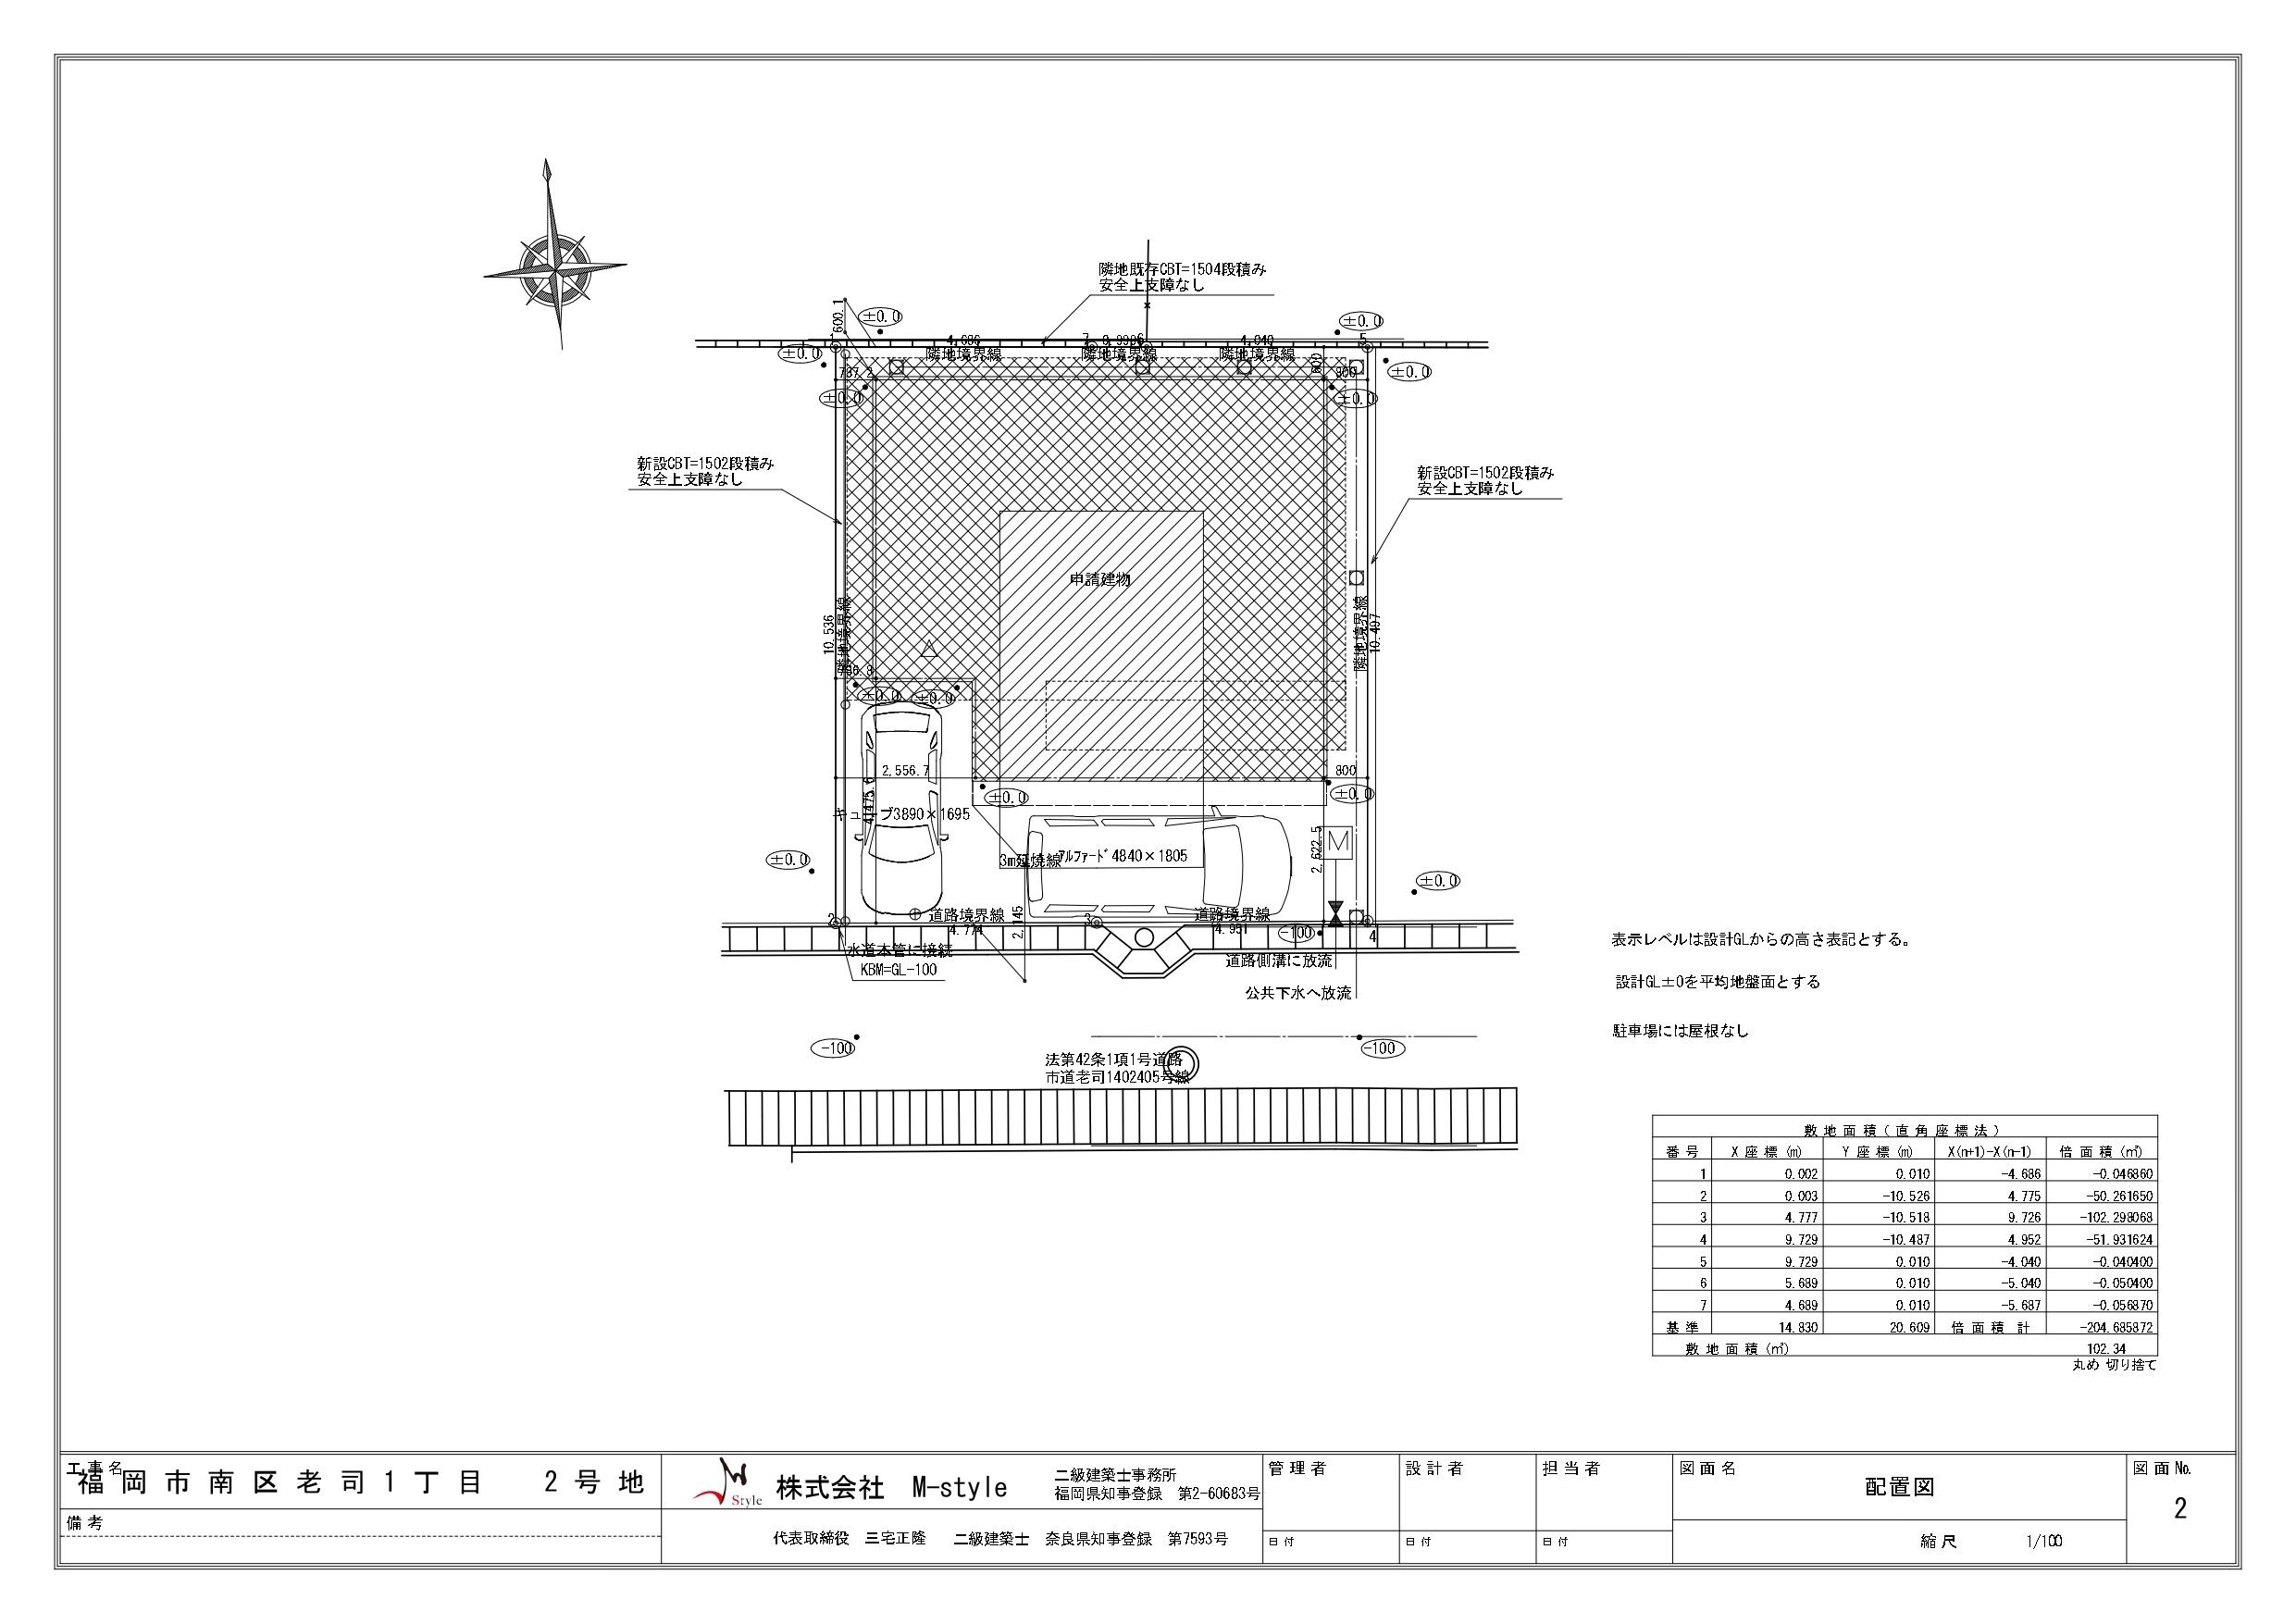 隣地既存CBT=1504段積み
安全上支障なし
600.1
±0.0
±0.0
±0.0
±0.0
1
4.686
7
6
4.040
5
隣地境界線
隣地境界線
隣地境界線
600
800
±0.0
±0.0
新設CBT=1502段積み
安全上支障なし
新設CBT=1502段積み
安全上支障なし
申請建物
10.536
隣地境界線
隣地境界線
10.497
±0.0
±0.0
2,556.7
800
±0.0
±0.0
キューブ3890×1695
3m延焼線
アルファード4840×1805
2,622.5
M
±0.0
±0.0
2
道路境界線
4.774
2,145
3
道路境界線
4.951
-100
4
水道本管に接続
KBM=GL-100
道路側溝に放流
公共下水へ放流
-100
-100
法第42条1項1号道路
市道老司1402405号線
表示レベルは設計GLからの高さ表記とする。
設計GL±0を平均地盤面とする
駐車場には屋根なし
敷地面積(直角座標法)
番号 X座標(m) Y座標(m) X(n+1)-X(n-1) 倍面積(㎡)
1 0.002 0.010 -4.686 -0.046860
2 0.003 -10.526 4.775 -50.261650
3 4.777 -10.518 9.726 -102.298068
4 9.729 -10.487 4.952 -51.931624
5 9.729 0.010 -4.040 -0.040400
6 5.689 0.010 -5.040 -0.050400
7 4.689 0.010 -5.687 -0.056870
基準 14.830 20.609 倍面積計 -204.685872
敷地面積(㎡) 102.34
丸め 切り捨て
工事名
福岡市南区老司1丁目 2号地
備考
Style
株式会社 M-style
二級建築士事務所
福岡県知事登録 第2-60683号
代表取締役 三宅正隆 二級建築士 奈良県知事登録 第7593号
管理者
日付
設計者
日付
担当者
日付
図面名
配置図
縮尺 1/100
図面No.
2